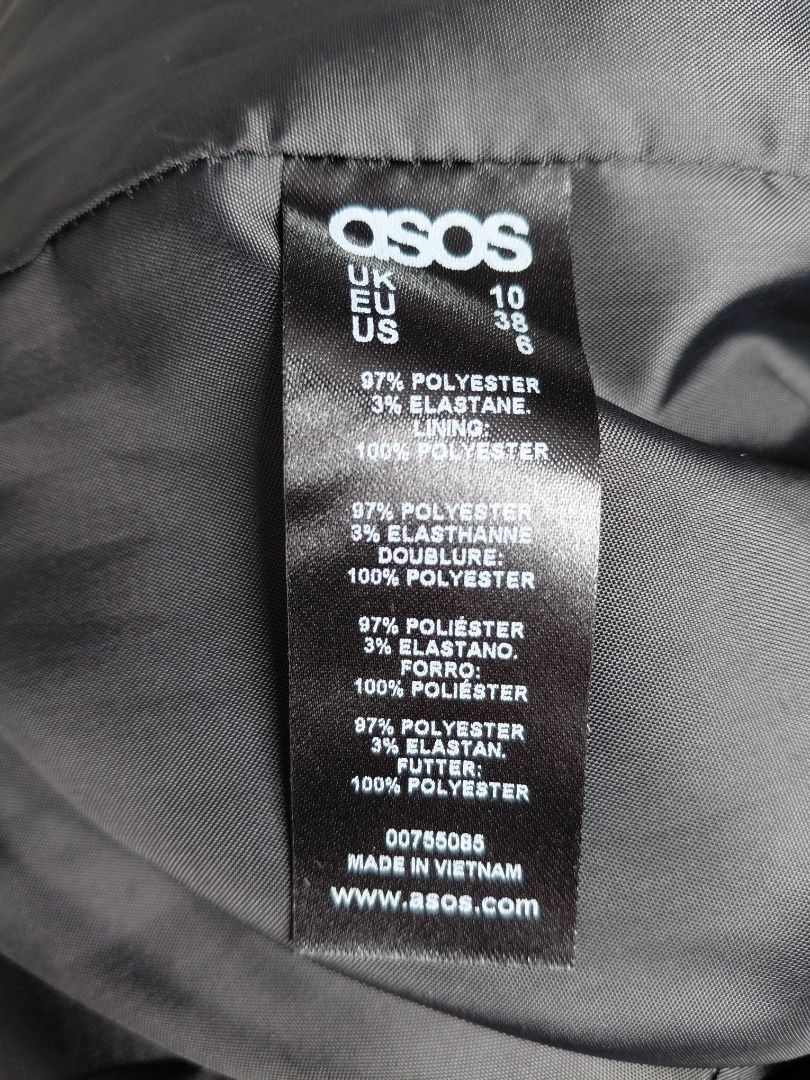 asos
UK 10
EU 38
US 6
97% POLYESTER
3% ELASTANE.
LINING:
100% POLYESTER
97% POLYESTER
3% ELASTHANNE
DOUBLURE:
100% POLYESTER
97% POLIÉSTER
3% ELASTANO.
FORRO:
100% POLIÉSTER
97% POLYESTER
3% ELASTAN.
FUTTER:
100% POLYESTER
00755085
MADE IN VIETNAM
www.asos.com